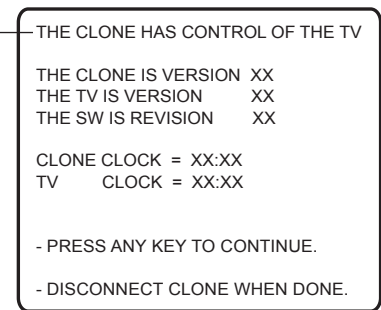 THE CLONE HAS CONTROL OF THE TV
THE CLONE IS VERSION XX
THE TV IS VERSION XX
THE SW IS REVISION XX
CLONE CLOCK = XX:XX
TV CLOCK = XX:XX
- PRESS ANY KEY TO CONTINUE.
- DISCONNECT CLONE WHEN DONE.